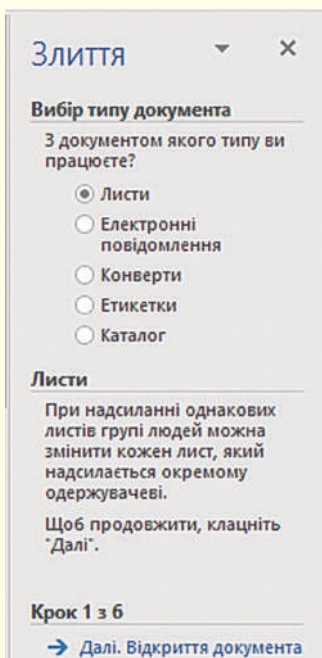 Злиття
Вибір типу документа
З документом якого типу ви
працюєте?
Листи
Електронні
повідомлення
Конверти
Етикетки
Каталог
Листи
При надсиланні однакових
листів групі людей можна
змінити кожен лист, який
надсилається окремому
одержувачеві.
Щоб продовжити, клацніть
"Далі".
Крок 1 з 6
Далі. Відкриття документа